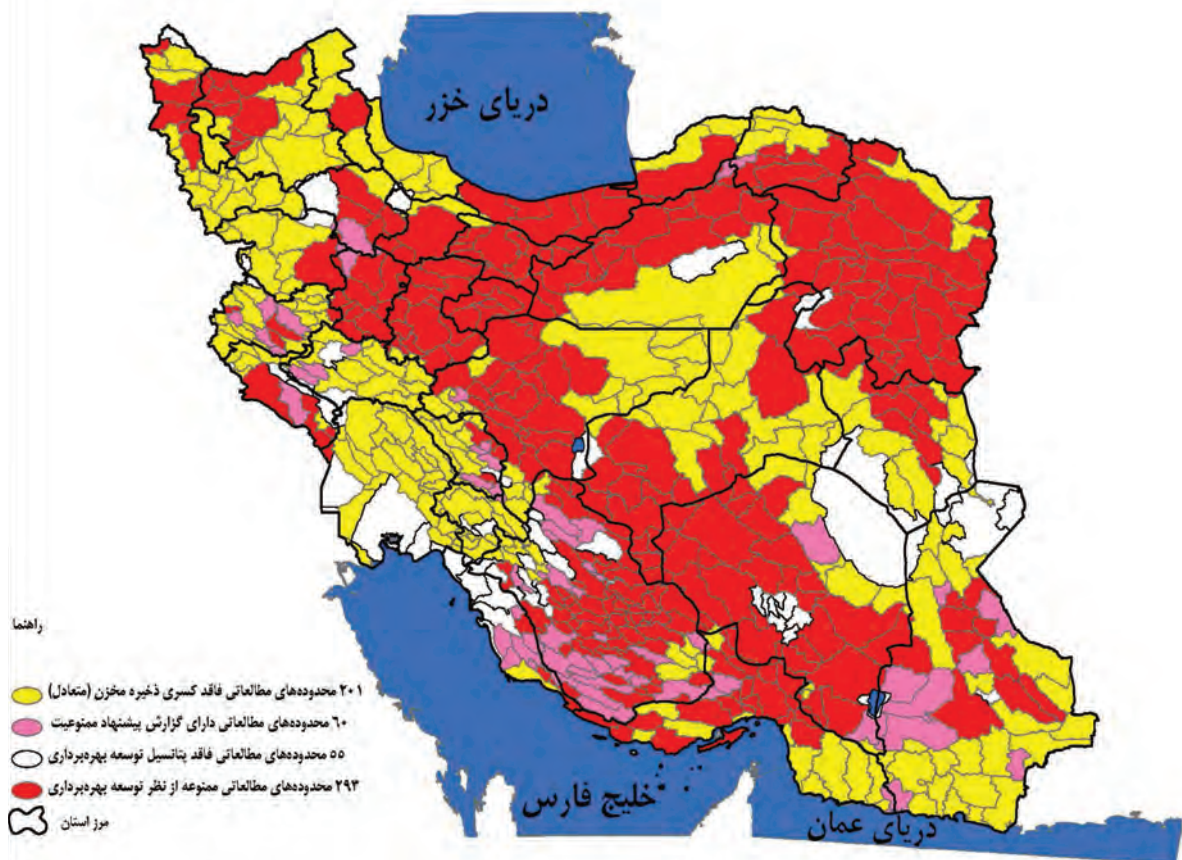 دریای خزر
راهنما
۲۰۱ محدوده‌های مطالعاتی فاقد کسری ذخیره مخزن (متعادل)
۶۰ محدوده‌های مطالعاتی دارای گزارش پیشنهاد ممنوعیت
۵۵ محدوده‌های مطالعاتی فاقد پتانسیل توسعه بهره‌برداری
۲۹۳ محدوده‌های مطالعاتی ممنوعه از نظر توسعه بهره‌برداری
مرز استان
خلیج فارس
دریای عمان